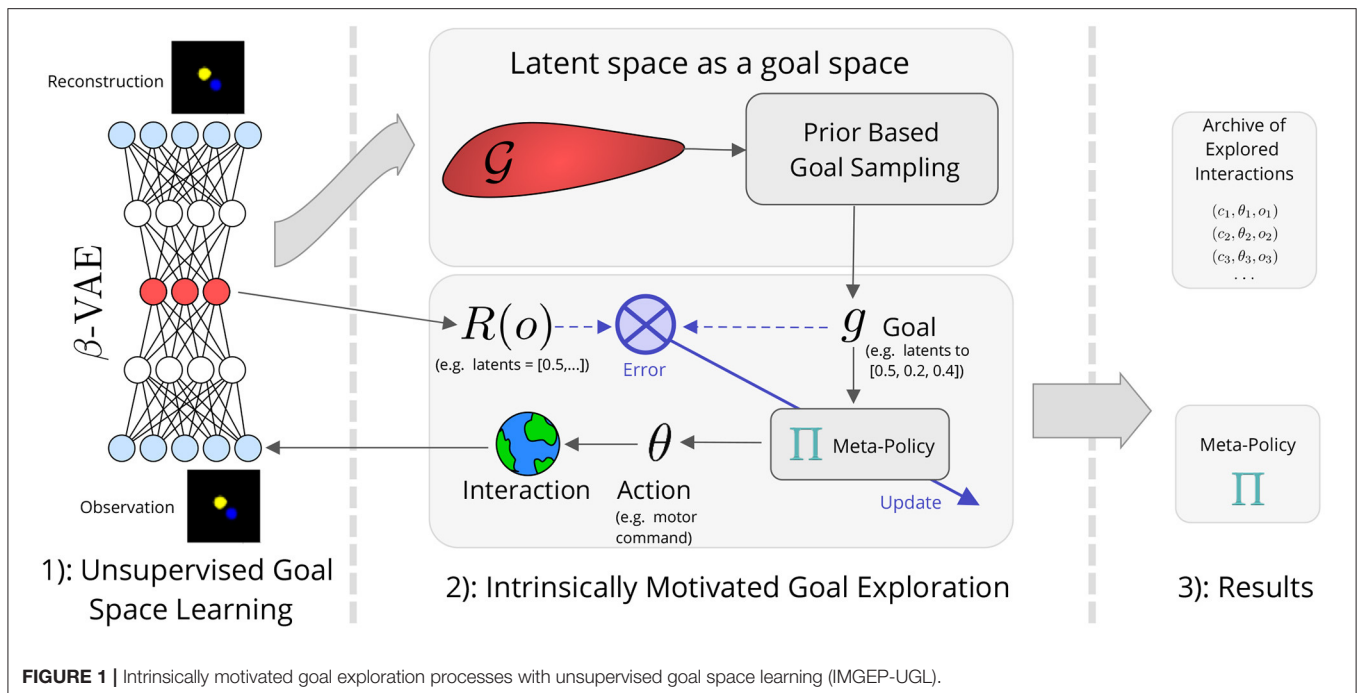 Reconstruction
β-VAE
Observation
1): Unsupervised Goal
Space Learning
Latent space as a goal space
𝒢
Prior Based
Goal Sampling
R(o)
(e.g. latents = [0.5,...])
Error
g
Goal
(e.g. latents to
[0.5, 0.2, 0.4])
Interaction
θ
Action
(e.g. motor
command)
Π Meta-Policy
Update
2): Intrinsically Motivated Goal Exploration
Archive of
Explored
Interactions
(c₁, θ₁, o₁)
(c₂, θ₂, o₂)
(c₃, θ₃, o₃)
...
Meta-Policy
Π
3): Results
FIGURE 1 | Intrinsically motivated goal exploration processes with unsupervised goal space learning (IMGEP-UGL).